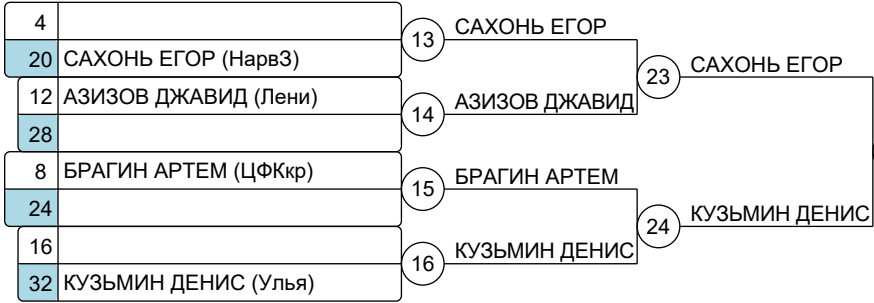 4
20 САХОНЬ ЕГОР (Нарв3)
12 АЗИЗОВ ДЖАВИД (Лени)
28
8 БРАГИН АРТЕМ (ЦФКкр)
24
16
32 КУЗЬМИН ДЕНИС (Улья)
13 САХОНЬ ЕГОР
14 АЗИЗОВ ДЖАВИД
15 БРАГИН АРТЕМ
16 КУЗЬМИН ДЕНИС
23 САХОНЬ ЕГОР
24 КУЗЬМИН ДЕНИС